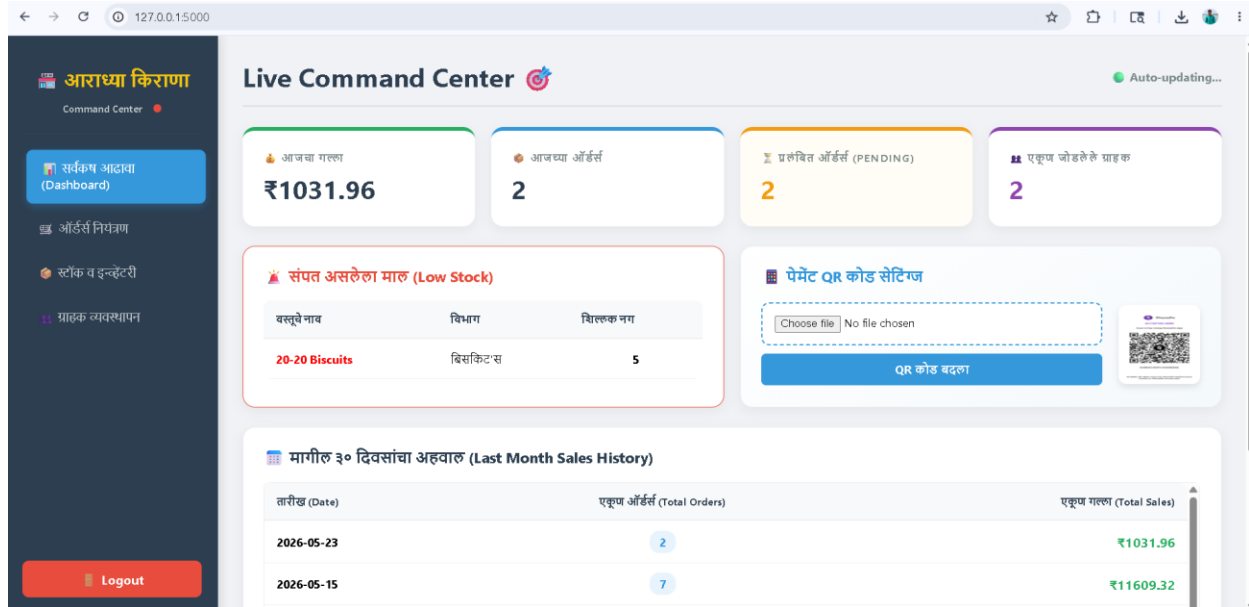 127.0.0.1:5000
आराध्या किराणा
Command Center
सर्वंकष आढावा
(Dashboard)
ऑर्डर्स नियंत्रण
स्टॉक व इन्व्हेंटरी
ग्राहक व्यवस्थापन
Logout
Live Command Center
Auto-updating...
आजचा गल्ला
₹1031.96
आजच्या ऑर्डर्स
2
प्रलंबित ऑर्डर्स (PENDING)
2
एकूण जोडलेले ग्राहक
2
संपत असलेला माल (Low Stock)
वस्तूचे नाव विभाग शिल्लक नग
20-20 Biscuits बिसकिट'स 5
पेमेंट QR कोड सेटिंग्ज
Choose file No file chosen
QR कोड बदला
मागील ३० दिवसांचा अहवाल (Last Month Sales History)
तारीख (Date) एकूण ऑर्डर्स (Total Orders) एकूण गल्ला (Total Sales)
2026-05-23 2 ₹1031.96
2026-05-15 7 ₹11609.32